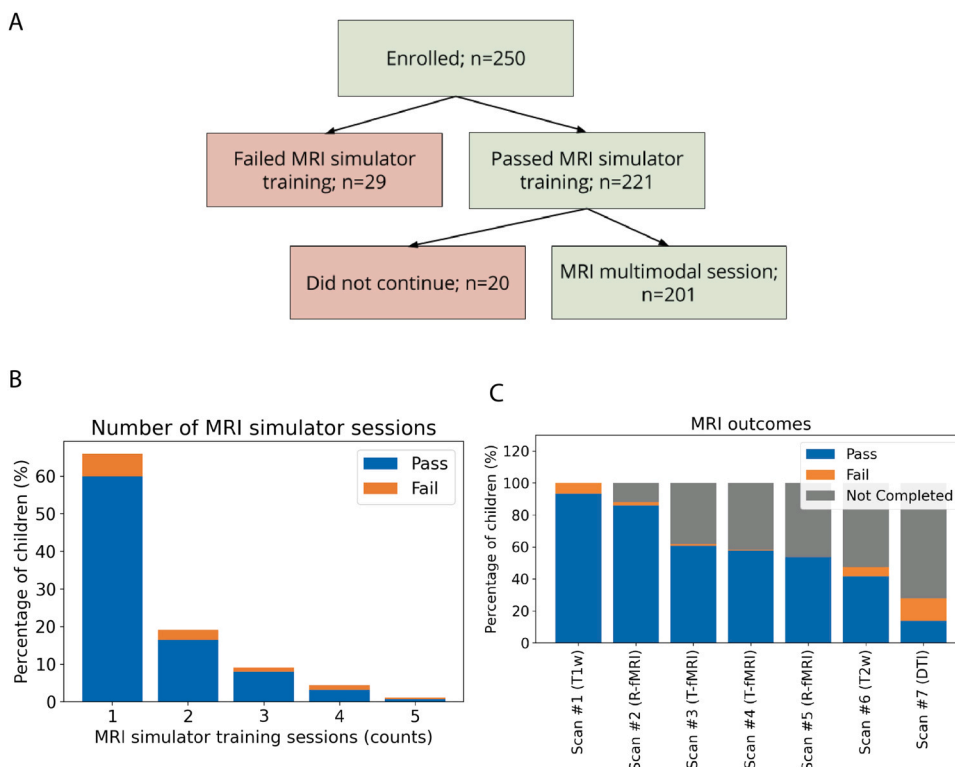 A
Enrolled; n=250
Failed MRI simulator
training; n=29
Passed MRI simulator
training; n=221
Did not continue; n=20
MRI multimodal session;
n=201
B
Number of MRI simulator sessions
Percentage of children (%)
60
50
40
30
20
10
0
Pass
Fail
1 2 3 4 5
MRI simulator training sessions (counts)
C
MRI outcomes
Percentage of children (%)
120
100
80
60
40
20
0
Pass
Fail
Not Completed
Scan #1 (T1w)
Scan #2 (R-fMRI)
Scan #3 (T-fMRI)
Scan #4 (T-fMRI)
Scan #5 (R-fMRI)
Scan #6 (T2w)
Scan #7 (DTI)